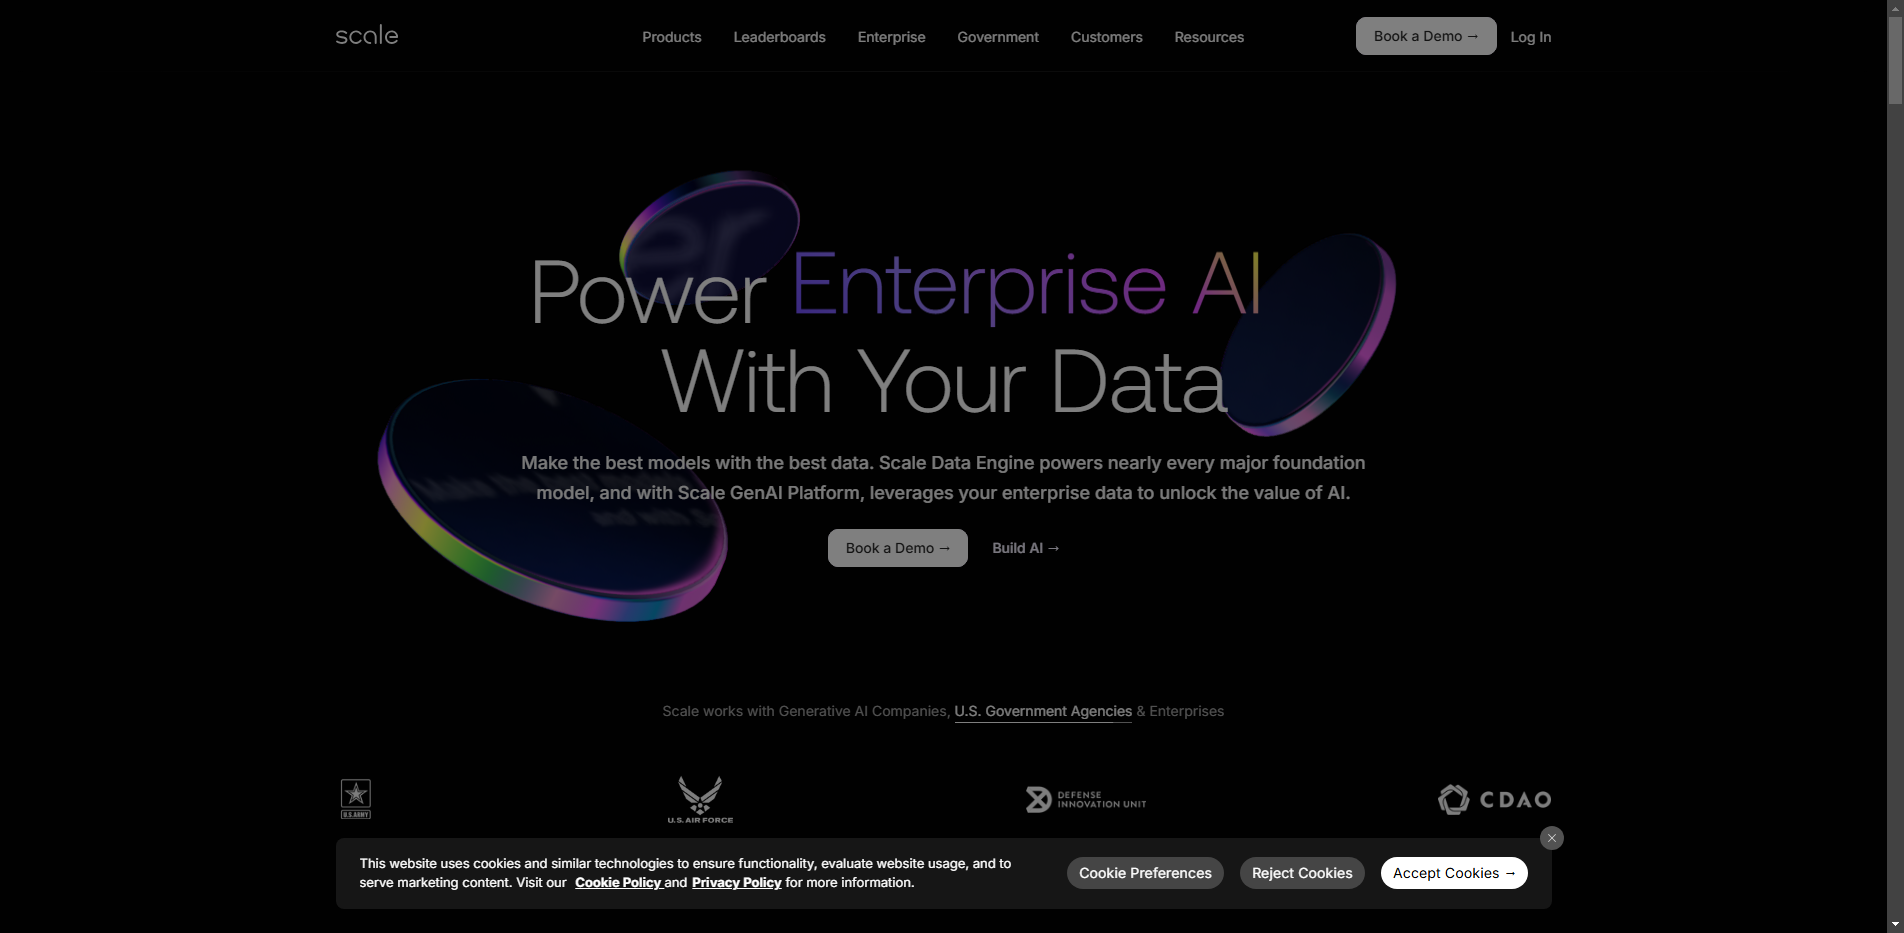 scale
Products
Leaderboards
Enterprise
Government
Customers
Resources
Book a Demo →
Log In
Power Enterprise AI
With Your Data
Make the best models with the best data. Scale Data Engine powers nearly every major foundation
model, and with Scale GenAI Platform, leverages your enterprise data to unlock the value of AI.
Book a Demo →
Build AI →
Scale works with Generative AI Companies, U.S. Government Agencies & Enterprises
U.S. ARMY
U.S. AIR FORCE
DEFENSE
INNOVATION UNIT
CDAO
This website uses cookies and similar technologies to ensure functionality, evaluate website usage, and to
serve marketing content. Visit our Cookie Policy and Privacy Policy for more information.
Cookie Preferences
Reject Cookies
Accept Cookies →